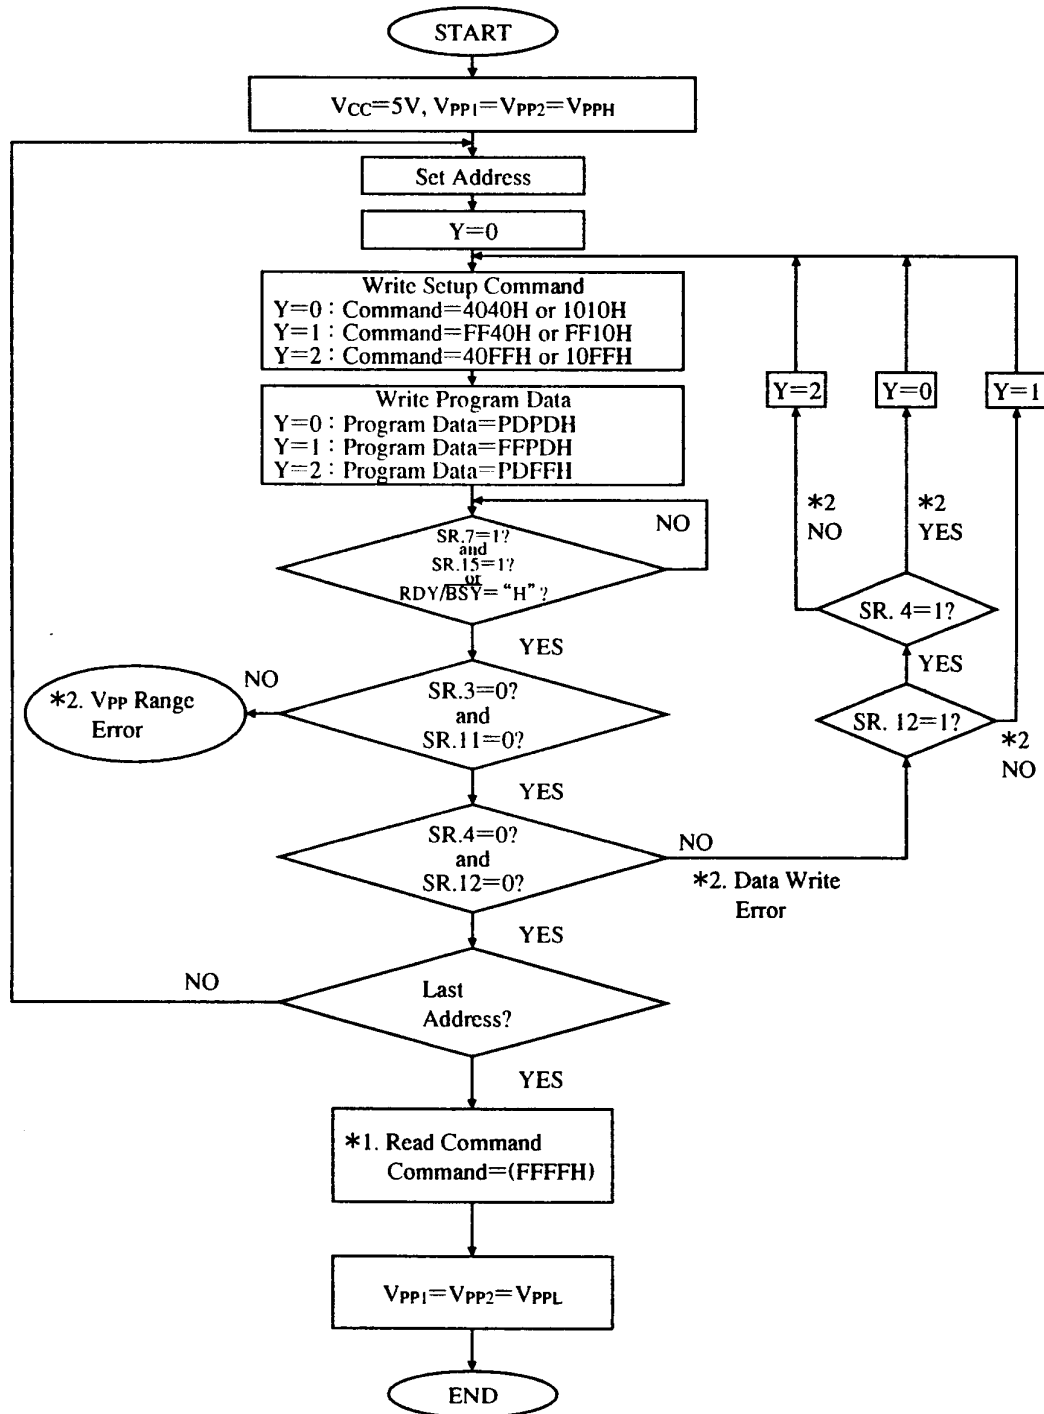 START
VCC=5V, VPP1=VPP2=VPPH
Set Address
Y=0
Write Setup Command
Y=0 : Command=4040H or 1010H
Y=1 : Command=FF40H or FF10H
Y=2 : Command=40FFH or 10FFH
Y=2
Y=0
Y=1
Write Program Data
Y=0 : Program Data=PDPDH
Y=1 : Program Data=FFPDH
Y=2 : Program Data=PDFFH
NO
SR.7=1?
and
SR.15=1?
or
RDY/BSY= “H” ?
YES
*2
NO
*2
YES
SR. 4=1?
YES
SR. 12=1?
*2
NO
NO
*2. VPP Range
Error
SR.3=0?
and
SR.11=0?
YES
SR.4=0?
and
SR.12=0?
NO
*2. Data Write
Error
YES
NO
Last
Address?
YES
*1. Read Command
Command=(FFFFH)
VPP1=VPP2=VPPL
END